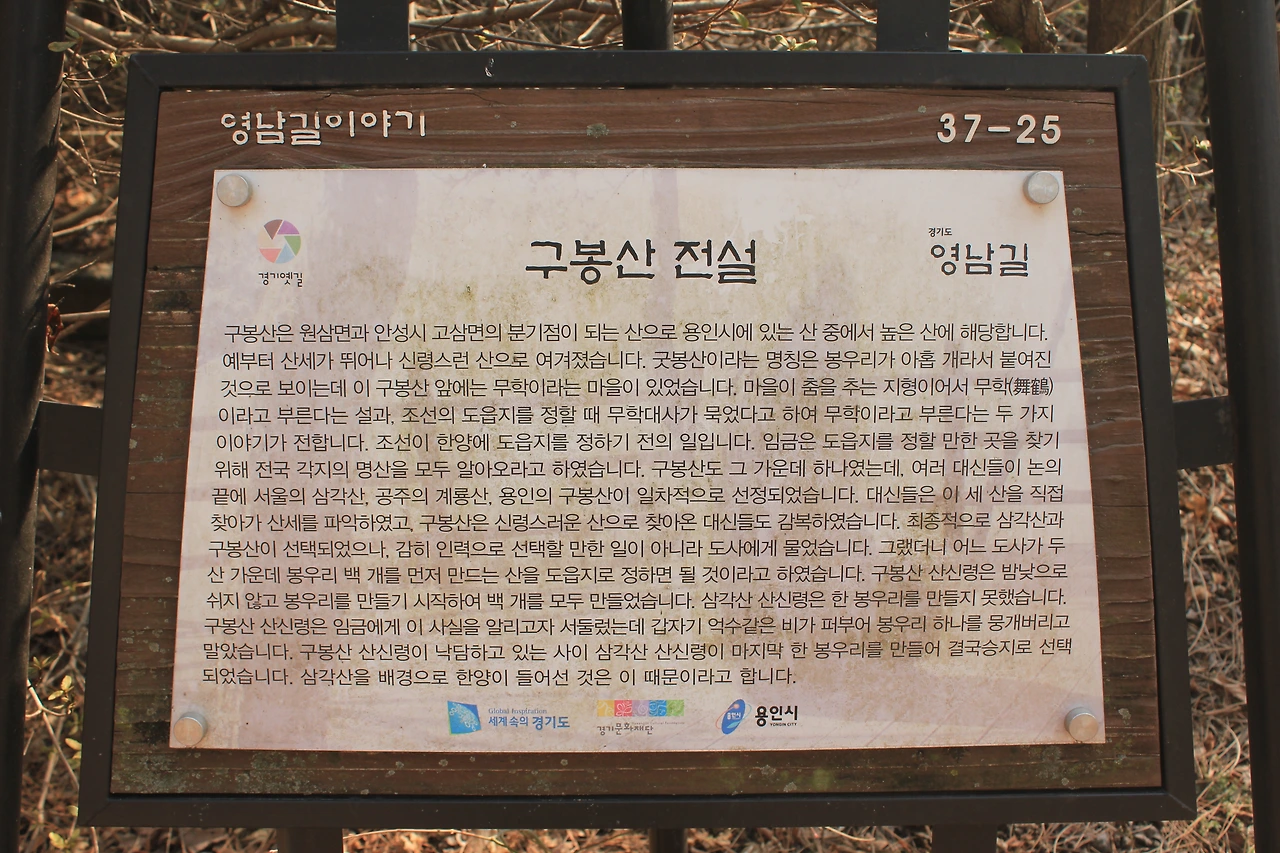 영남길이야기
37-25
경기옛길
구봉산 전설
경기도
영남길
구봉산은 원삼면과 안성시 고삼면의 분기점이 되는 산으로 용인시에 있는 산 중에서 높은 산에 해당합니다.
예부터 산세가 뛰어나 신령스런 산으로 여겨졌습니다. 굿봉산이라는 명칭은 봉우리가 아홉 개라서 붙여진
것으로 보이는데 이 구봉산 앞에는 무학이라는 마을이 있었습니다. 마을이 춤을 추는 지형이어서 무학(舞鶴)
이라고 부른다는 설과, 조선의 도읍지를 정할 때 무학대사가 묵었다고 하여 무학이라고 부른다는 두 가지
이야기가 전합니다. 조선이 한양에 도읍지를 정하기 전의 일입니다. 임금은 도읍지를 정할 만한 곳을 찾기
위해 전국 각지의 명산을 모두 알아오라고 하였습니다. 구봉산도 그 가운데 하나였는데, 여러 대신들이 논의
끝에 서울의 삼각산, 공주의 계룡산, 용인의 구봉산이 일차적으로 선정되었습니다. 대신들은 이 세 산을 직접
찾아가 산세를 파악하였고, 구봉산은 신령스러운 산으로 찾아온 대신들도 감복하였습니다. 최종적으로 삼각산과
구봉산이 선택되었으나, 감히 인력으로 선택할 만한 일이 아니라 도사에게 물었습니다. 그랬더니 어느 도사가 두
산 가운데 봉우리 백 개를 먼저 만드는 산을 도읍지로 정하면 될 것이라고 하였습니다. 구봉산 산신령은 밤낮으로
쉬지 않고 봉우리를 만들기 시작하여 백 개를 모두 만들었습니다. 삼각산 산신령은 한 봉우리를 만들지 못했습니다.
구봉산 산신령은 임금에게 이 사실을 알리고자 서둘렀는데 갑자기 억수같은 비가 퍼부어 봉우리 하나를 뭉개버리고
말았습니다. 구봉산 산신령이 낙담하고 있는 사이 삼각산 산신령이 마지막 한 봉우리를 만들어 결국승지로 선택
되었습니다. 삼각산을 배경으로 한양이 들어선 것은 이 때문이라고 합니다.
Global Inspiration
세계 속의 경기도
경기문화재단
용인시
용인시
YONGIN CITY